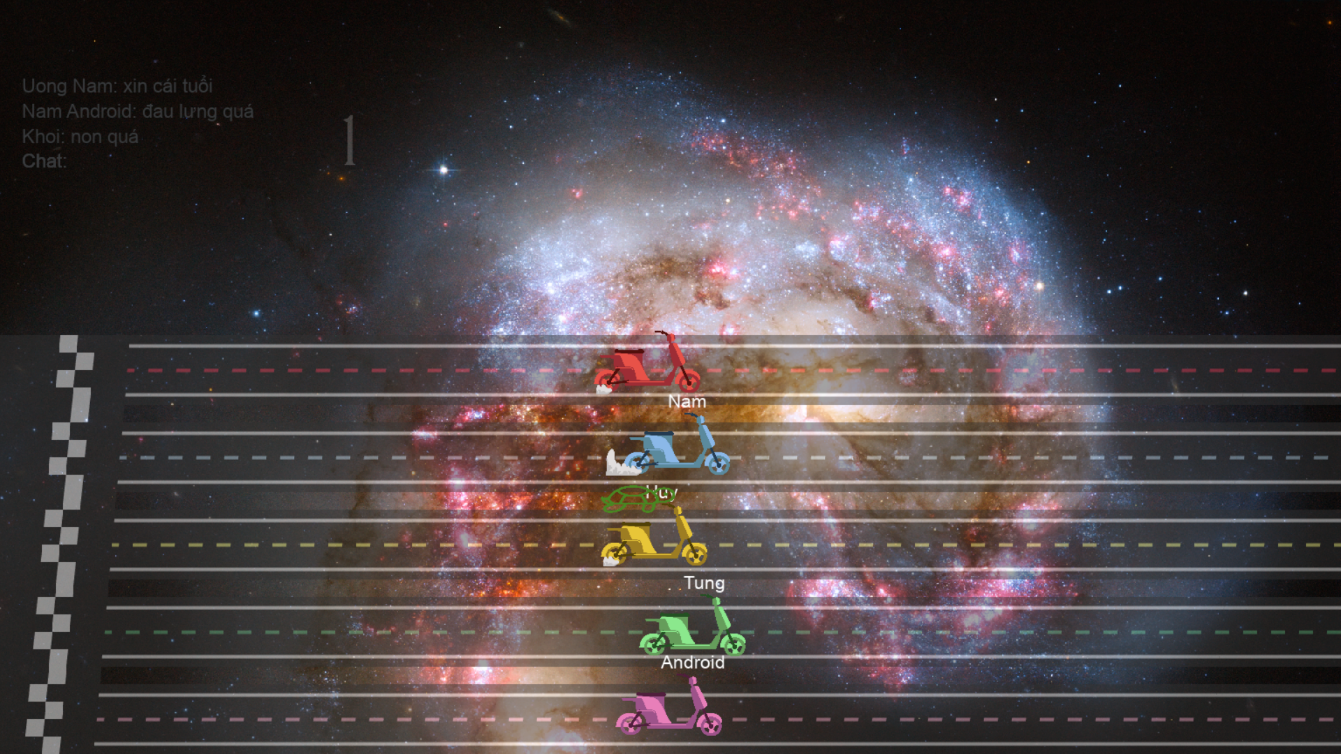 Uong Nam: xin cái tuổi
Nam Android: đau lưng quá
Khoi: non quá
Chat:
1
Nam
Huy
Tung
Android